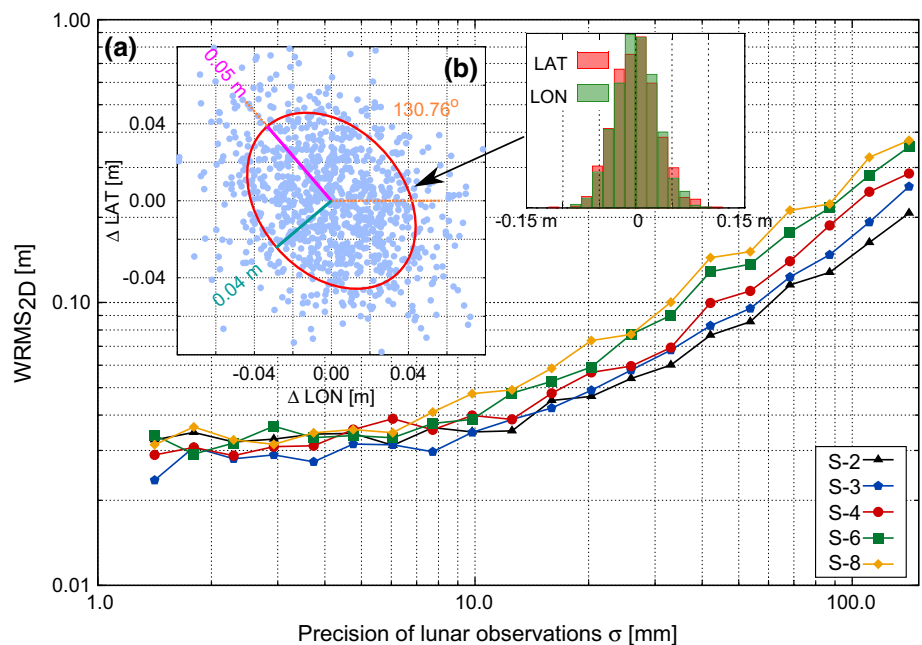 1.00
(a)
(b)
0.05 m
130.76°
0.04
0.00
-0.04
Δ LAT [m]
0.04 m
-0.04
0.00
0.04
Δ LON [m]
LAT
LON
-0.15 m
0
0.15 m
WRMS2D [m]
0.10
0.01
S-2
S-3
S-4
S-6
S-8
1.0
10.0
100.0
Precision of lunar observations σ [mm]